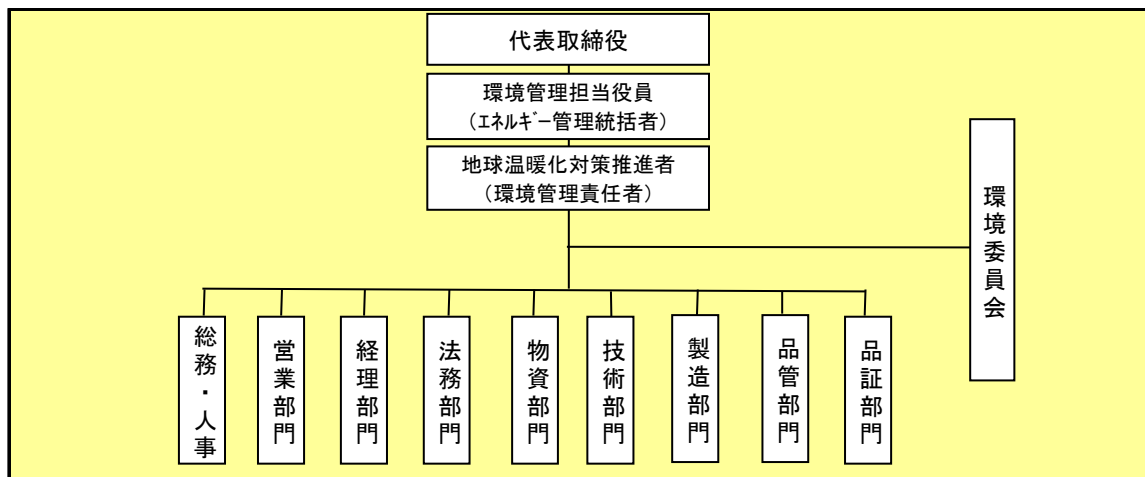 代表取締役
環境管理担当役員
（ｴﾈﾙｷﾞｰ管理統括者）
地球温暖化対策推進者
（環境管理責任者）
環境委員会
総務・人事
営業部門
経理部門
法務部門
物資部門
技術部門
製造部門
品管部門
品証部門